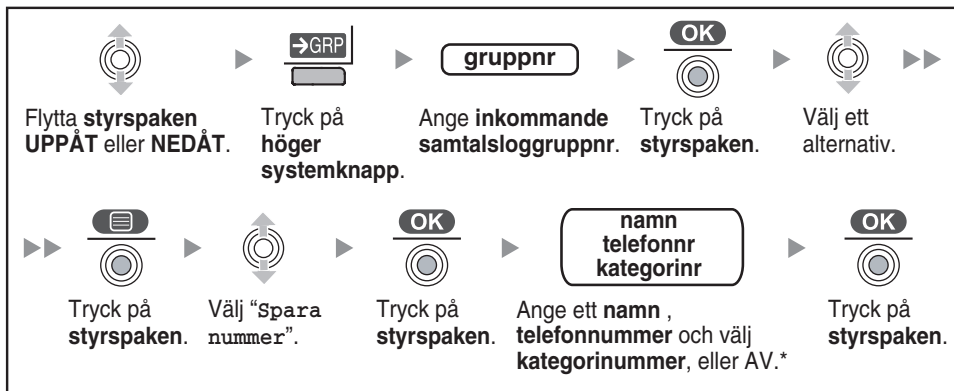 →GRP
gruppnr
OK
Flytta styrspaken
UPPÅT eller NEDÅT.
Tryck på
höger
systemknapp.
Ange inkommande
samtalsloggruppnr.
Tryck på
styrspaken.
Välj ett
alternativ.
OK
namn
telefonnr
kategorinr
OK
Tryck på
styrspaken.
Välj “Spara
nummer”.
Tryck på
styrspaken.
Ange ett namn ,
telefonnummer och välj
kategorinummer, eller AV.*
Tryck på
styrspaken.